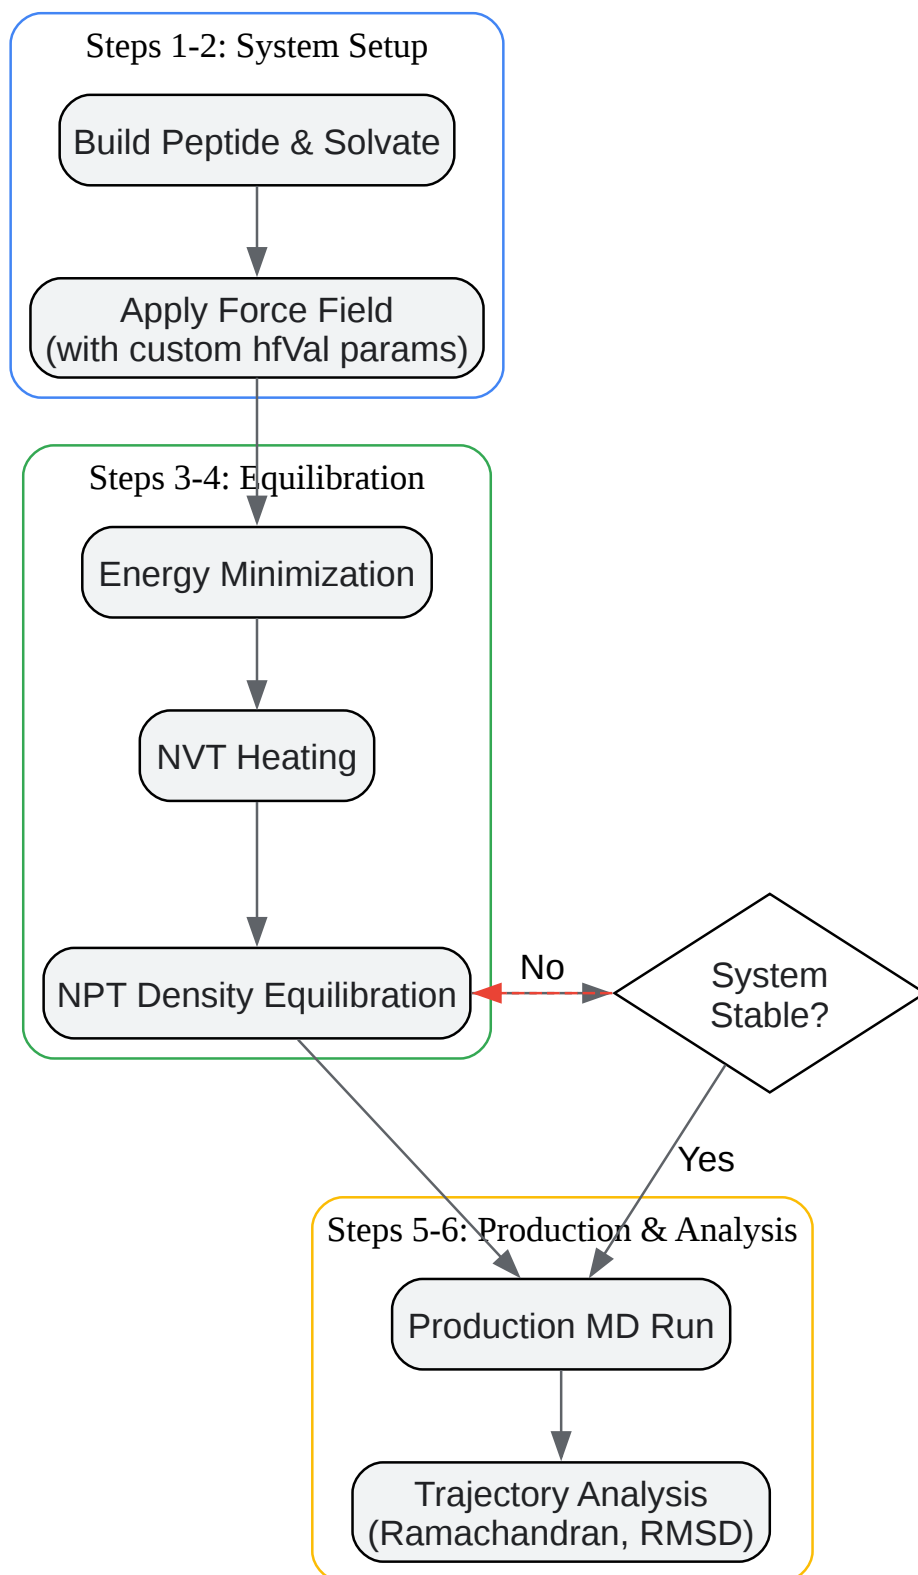 Steps 1-2: System Setup
Build Peptide & Solvate
Apply Force Field
(with custom hfVal params)
Steps 3-4: Equilibration
Energy Minimization
NVT Heating
NPT Density Equilibration
No
System
Stable?
Yes
Steps 5-6: Production & Analysis
Production MD Run
Trajectory Analysis
(Ramachandran, RMSD)